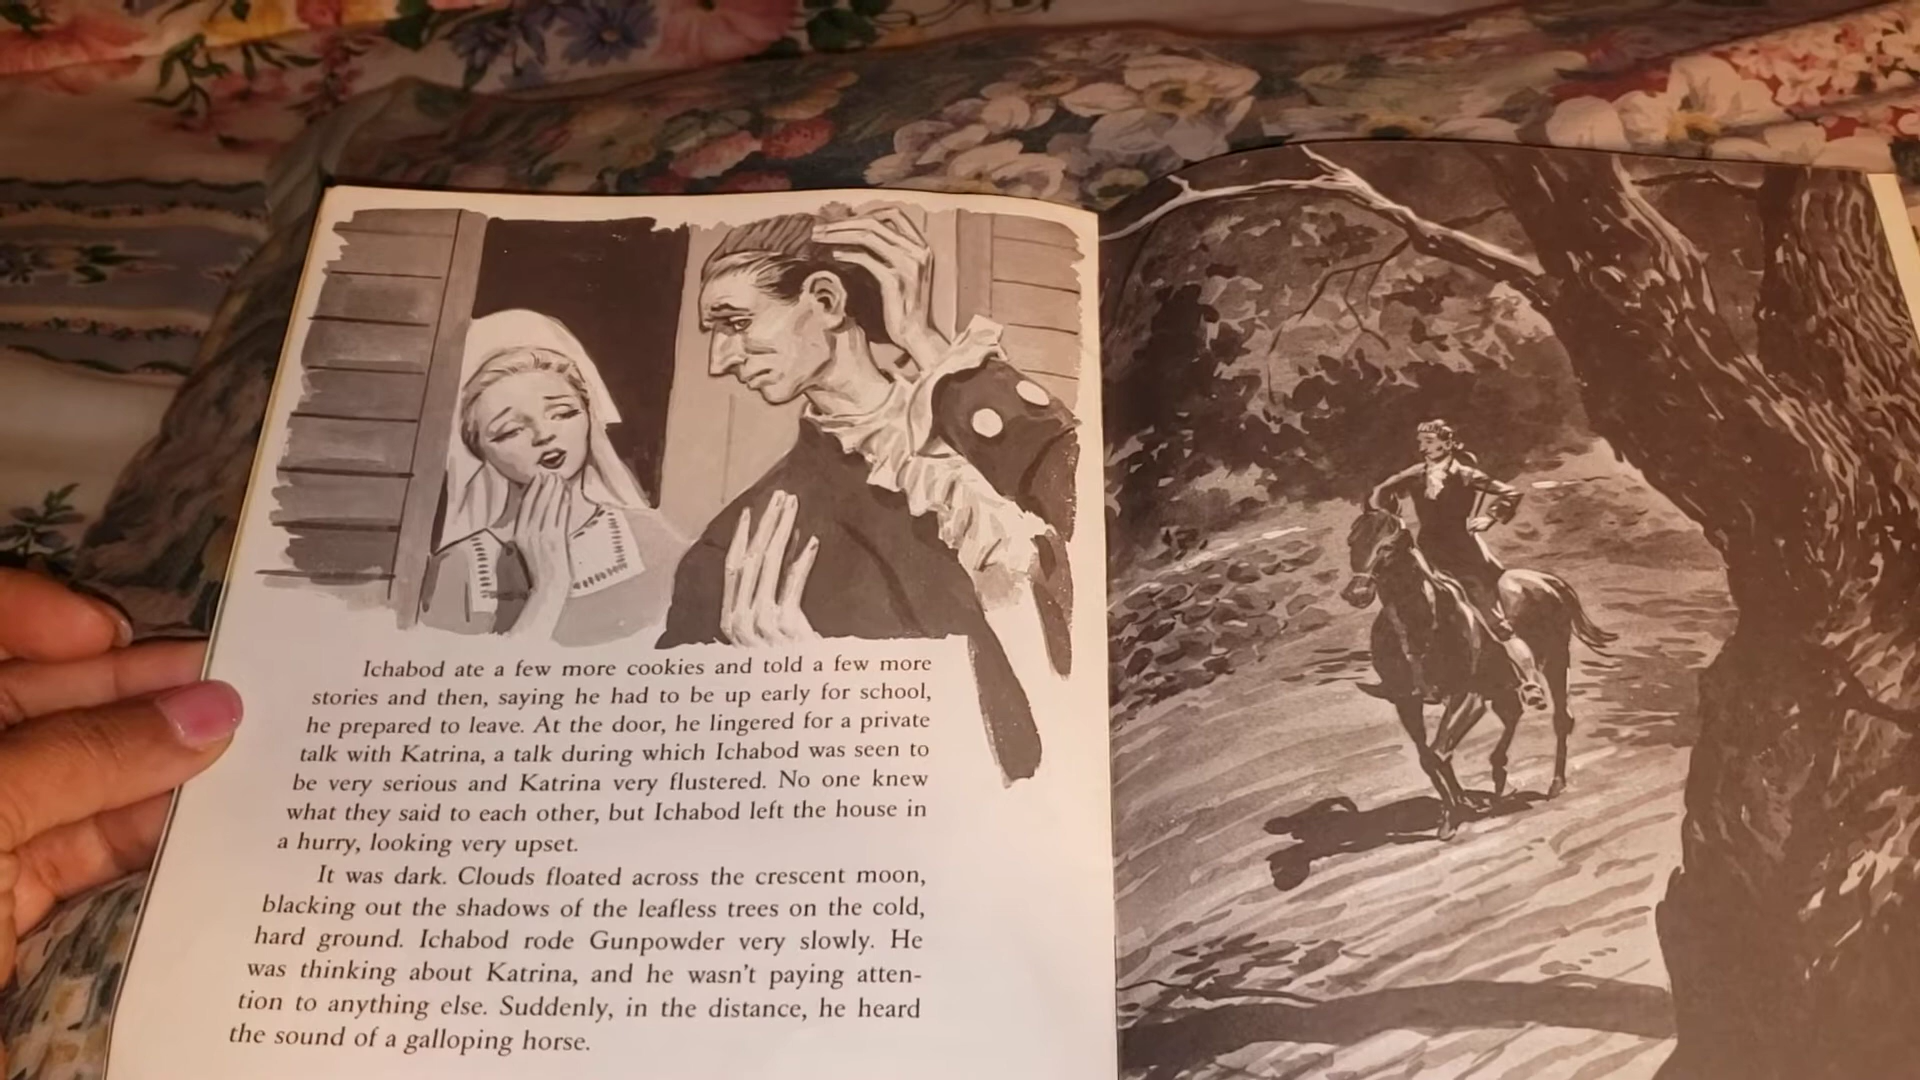 Ichabod ate a few more cookies and told a few more
stories and then, saying he had to be up early for school,
he prepared to leave. At the door, he lingered for a private
talk with Katrina, a talk during which Ichabod was seen to
be very serious and Katrina very flustered. No one knew
what they said to each other, but Ichabod left the house in
a hurry, looking very upset.
It was dark. Clouds floated across the crescent moon,
blacking out the shadows of the leafless trees on the cold,
hard ground. Ichabod rode Gunpowder very slowly. He
was thinking about Katrina, and he wasn't paying atten-
tion to anything else. Suddenly, in the distance, he heard
the sound of a galloping horse.